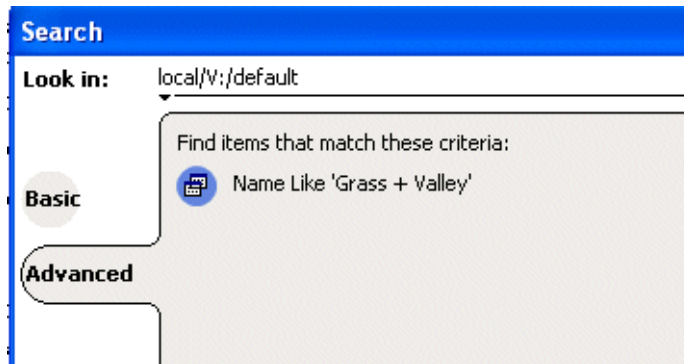 Search
Look in: local/V:/default
Find items that match these criteria:
Name Like 'Grass + Valley'
Basic
Advanced